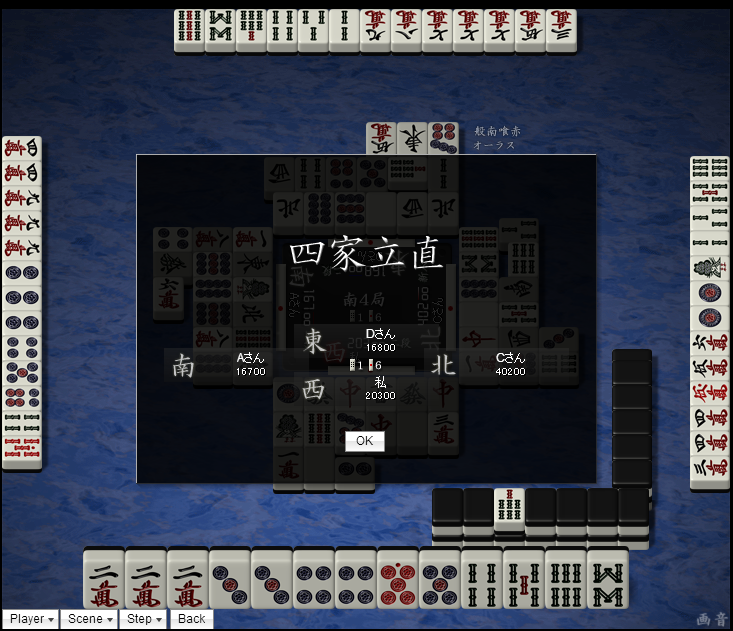 般南喰赤
オーラス
四家立直
南4局
東
Dさん
16800
南
Aさん
16700
1 6
北
Cさん
40200
西
私
20300
OK
Player
Scene
Step
Back
画音